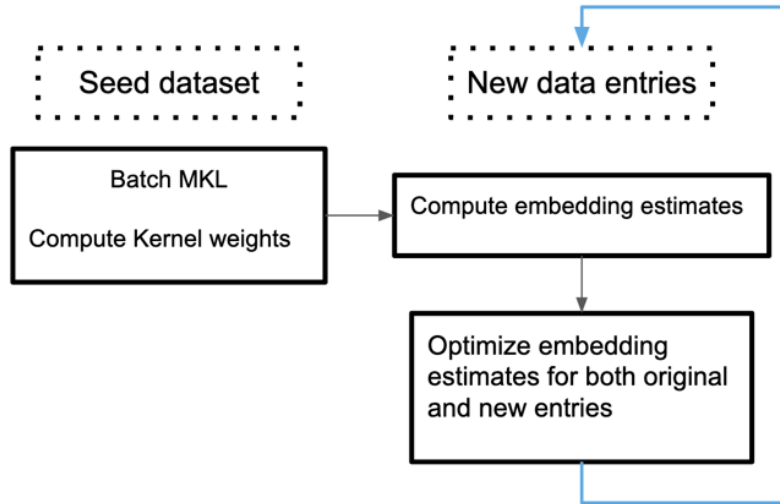 Seed dataset
New data entries
Batch MKL
Compute Kernel weights
Compute embedding estimates
Optimize embedding
estimates for both original
and new entries